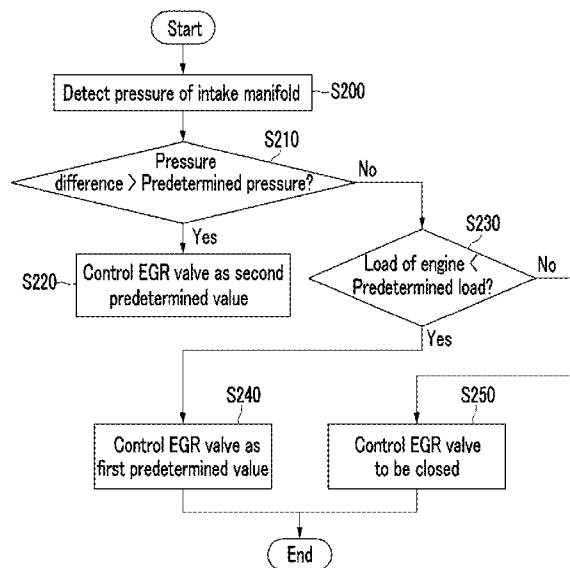 Start
Detect pressure of intake manifold
S200
S210
Pressure
difference > Predetermined pressure?
No
Yes
S220
Control EGR valve as second
predetermined value
S230
Load of engine <
Predetermined load?
No
Yes
S240
Control EGR valve as
first predetermined value
S250
Control EGR valve
to be closed
End